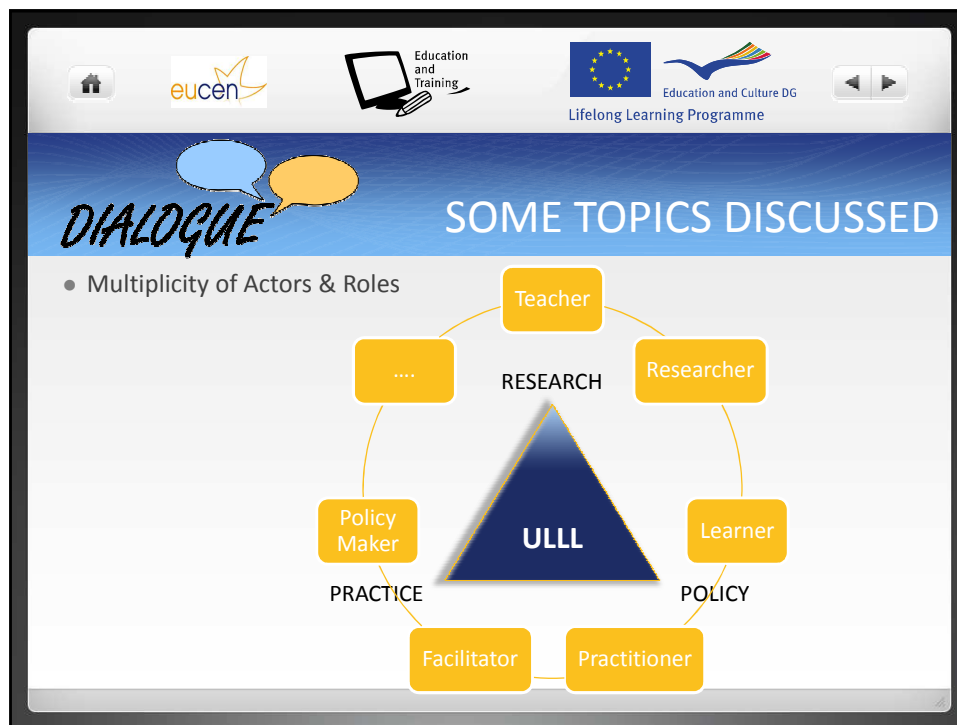 eucen
Education
and
Training
Education and Culture DG
Lifelong Learning Programme
DIALOGUE
SOME TOPICS DISCUSSED
● Multiplicity of Actors & Roles
Teacher
....
Researcher
RESEARCH
Policy
Maker
ULLL
Learner
PRACTICE
POLICY
Facilitator
Practitioner